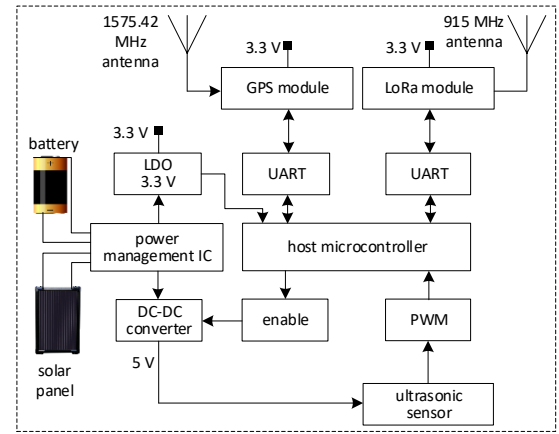 1575.42
MHz
antenna
3.3 V
3.3 V
915 MHz
antenna
GPS module
LoRa module
battery
3.3 V
LDO
3.3 V
UART
UART
power
management IC
host microcontroller
DC-DC
converter
enable
PWM
solar
panel
5 V
ultrasonic
sensor